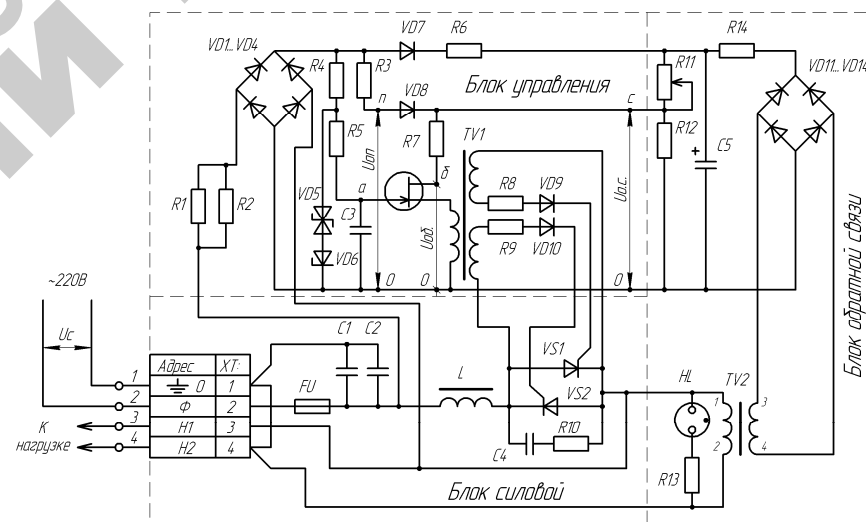 VD7 R6 R14
VD1...VD4 R4 R3 R11 VD11...VD14
Блок управления
п VD8 с
R5 R7 TV1 R12 C5
Uоп
R1 R2 а б
VD5 C3 R8 VD9
Uоб. Uо.с.
R9 VD10
VD6 0 0 0
~220В
Uс
C1 C2
Адрес XT:
1 0 1
2 Ф 2
3 Н1 3
4 Н2 4
К нагрузке
FU L VS1
VS2
HL TV2
1 3
2 4
C4 R10
R13
Блок силовой
Блок обратной связи